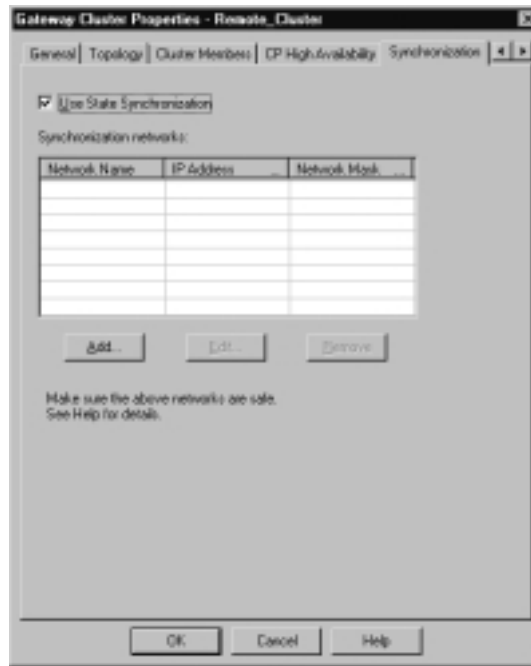 Gateway Cluster Properties - Remote_Cluster
General Topology Cluster Members CP High Availability Synchronization
Use State Synchronization
Synchronization networks:
Network Name IP Address ... Network Mask ...
Add... Edit... Remove
Make sure the above networks are safe.
See Help for details.
OK Cancel Help